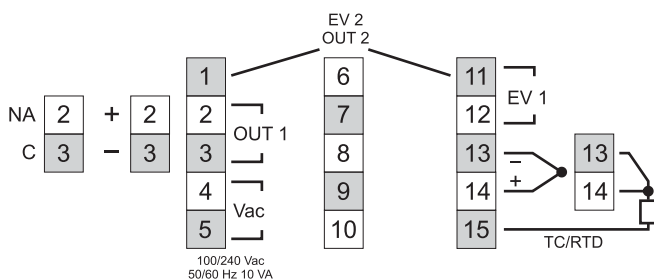 EV 2
OUT 2
1 6 11
NA 2 + 2 2 OUT 1 7 12 EV 1
C 3 − 3 3 8 13 − 13
4 Vac 9 14 + 14
5 10 15
TC/RTD
100/240 Vac
50/60 Hz 10 VA